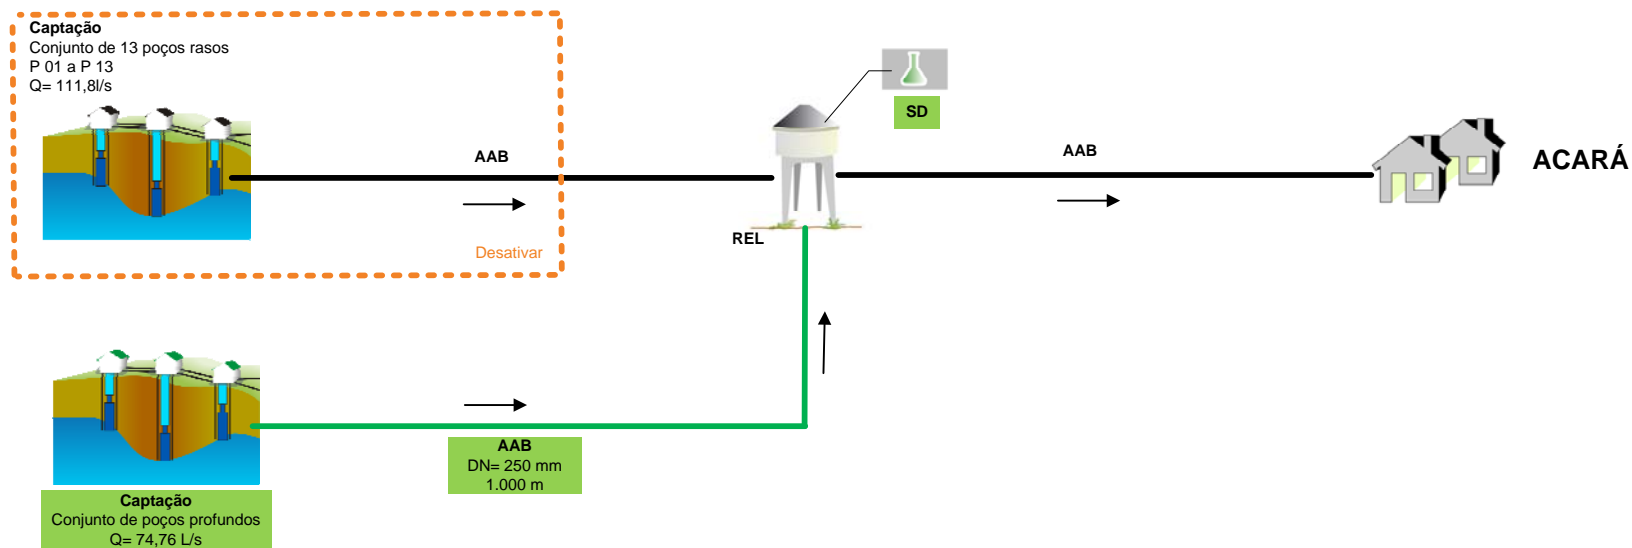 Captação
Conjunto de 13 poços rasos
P 01 a P 13
Q= 111,8l/s
SD
AAB
AAB
ACARÁ
REL
Desativar
AAB
DN= 250 mm
1.000 m
Captação
Conjunto de poços profundos
Q= 74,76 L/s